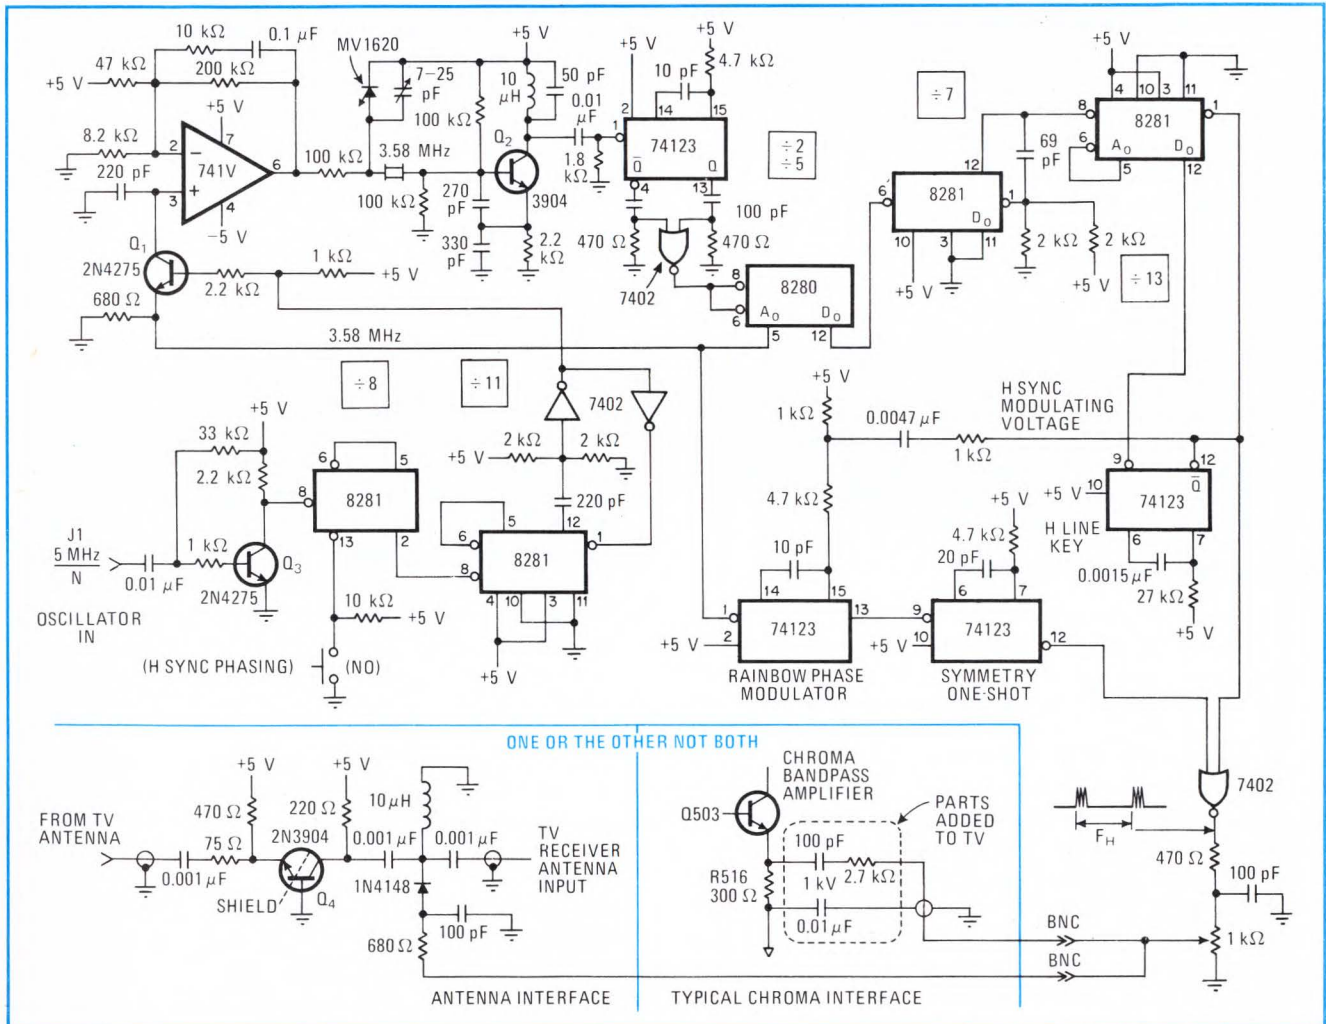 10 kΩ
0.1 μF
47 kΩ
200 kΩ
+5 V
+5 V
8.2 kΩ
7
2
−
741V
6
220 pF
+
3
4
−5 V
Q1
2N4275
2.2 kΩ
1 kΩ
+5 V
680 Ω
MV1620
7-25 pF
100 kΩ
100 kΩ
3.58 MHz
100 kΩ
270 pF
330 pF
+5 V
10 μH
50 pF
0.01 μF
Q2
3904
2.2 kΩ
1.8 kΩ
+5 V
+5 V
4.7 kΩ
10 pF
2
14
15
1
74123
Q̄
Q
4
13
100 pF
470 Ω
470 Ω
7402
÷2
÷5
8
6
8280
A0
D0
5
12
3.58 MHz
÷7
6
12
8281
D0
1
10
3
11
+5 V
69 pF
2 kΩ
2 kΩ
+5 V
÷13
+5 V
4
10
3
11
8
1
8281
6
A0
D0
5
12
÷8
÷11
7402
+5 V
33 kΩ
2.2 kΩ
6
5
8
8281
13
2
J1
5 MHz
N
OSCILLATOR
IN
0.01 μF
1 kΩ
Q3
2N4275
10 kΩ
+5 V
(H SYNC PHASING)
(NO)
2 kΩ
2 kΩ
+5 V
220 pF
5
12
6
8281
1
8
4
10
3
11
+5 V
+5 V
1 kΩ
0.0047 μF
1 kΩ
H SYNC
MODULATING
VOLTAGE
4.7 kΩ
10 pF
14
15
1
13
74123
+5 V
2
RAINBOW PHASE
MODULATOR
+5 V
4.7 kΩ
20 pF
6
7
9
74123
+5 V
10
12
SYMMETRY
ONE-SHOT
9
12
Q̄
+5 V
10
74123
H LINE
KEY
6
7
0.0015 μF
27 kΩ
+5 V
7402
FH
470 Ω
100 pF
1 kΩ
ONE OR THE OTHER NOT BOTH
FROM TV
ANTENNA
0.001 μF
75 Ω
+5 V
470 Ω
+5 V
220 Ω
2N3904
SHIELD
Q4
0.001 μF
10 μH
0.001 μF
TV
RECEIVER
ANTENNA
INPUT
1N4148
100 pF
680 Ω
ANTENNA INTERFACE
CHROMA
BANDPASS
AMPLIFIER
Q503
PARTS
ADDED
TO TV
100 pF
1 kV
2.7 kΩ
R516
300 Ω
0.01 μF
TYPICAL CHROMA INTERFACE
BNC
BNC